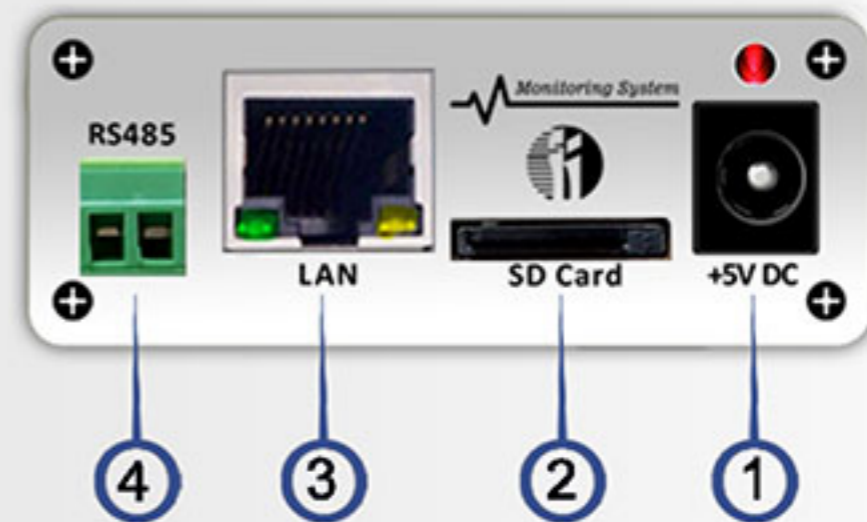 Monitoring System
RS485
LAN
SD Card
+5V DC
4
3
2
1